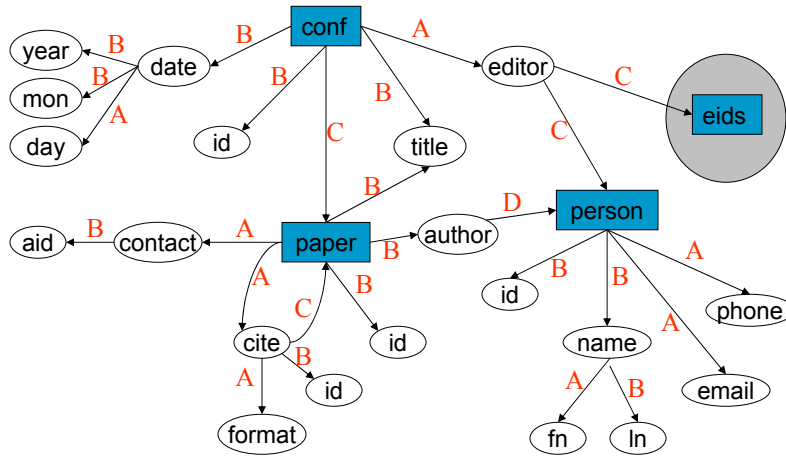 conf
A
year
B
B
date
editor
B
B
C
mon
B
A
eids
day
id
C
title
C
B
D
person
aid
B
contact
A
paper
B
author
A
B
C
B
B
A
id
phone
cite
B
id
name
A
A
id
A
B
email
format
fn
ln